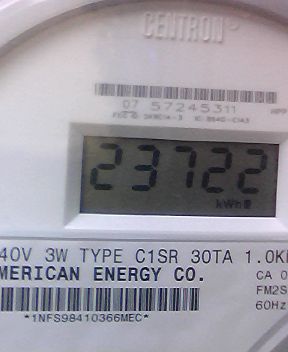 CENTRON®
07 57245311
23722
kWh
40V 3W TYPE C1SR 30TA 1.0K
MERICAN ENERGY CO.
CA 0
FM2S
60Hz
*1NFS98410366MEC*